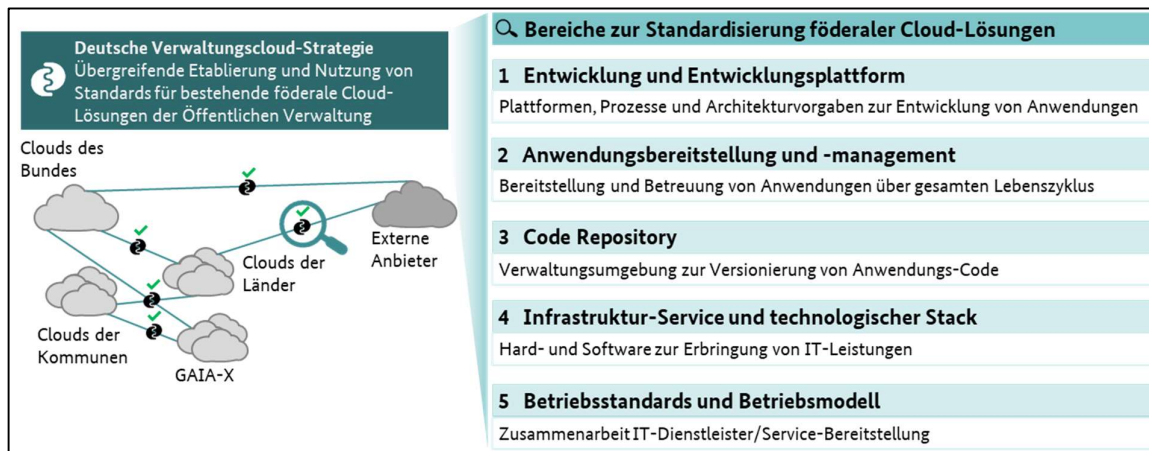 Deutsche Verwaltungscloud-Strategie
Übergreifende Etablierung und Nutzung von
Standards für bestehende föderale Cloud-
Lösungen der Öffentlichen Verwaltung
Clouds des
Bundes
Externe
Anbieter
Clouds der
Länder
Clouds der
Kommunen
GAIA-X
Bereiche zur Standardisierung föderaler Cloud-Lösungen
1 Entwicklung und Entwicklungsplattform
Plattformen, Prozesse und Architekturvorgaben zur Entwicklung von Anwendungen
2 Anwendungsbereitstellung und -management
Bereitstellung und Betreuung von Anwendungen über gesamten Lebenszyklus
3 Code Repository
Verwaltungsumgebung zur Versionierung von Anwendungs-Code
4 Infrastruktur-Service und technologischer Stack
Hard- und Software zur Erbringung von IT-Leistungen
5 Betriebsstandards und Betriebsmodell
Zusammenarbeit IT-Dienstleister/Service-Bereitstellung